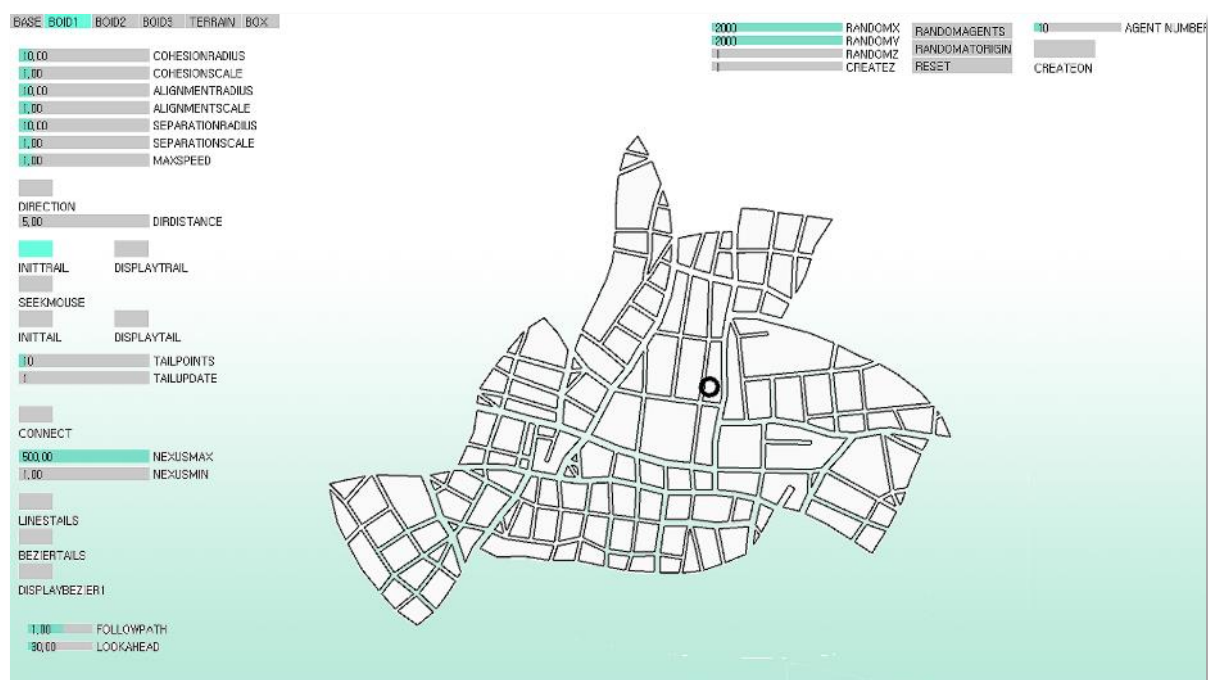 BASE BOID1 BOID2 BOID3 TERRAIN BOX
10,00 COHESIONRADIUS
1,00 COHESIONSCALE
10,00 ALIGNMENTRADIUS
1,00 ALIGNMENTSCALE
10,00 SEPARATIONRADIUS
1,00 SEPARATIONSCALE
1,00 MAXSPEED
DIRECTION
5,00 DIRDISTANCE
INITTRAIL DISPLAYTRAIL
SEEKMOUSE
INITTAIL DISPLAYTAIL
10 TAILPOINTS
1 TAILUPDATE
CONNECT
500,00 NEXUSMAX
1,00 NEXUSMIN
LINESTAILS
BEZIERTAILS
DISPLAYBEZIER1
1,00 FOLLOWPATH
30,00 LOOKAHEAD
2000 RANDOMX
2000 RANDOMY
1 RANDOMZ
1 CREATEZ
RANDOMAGENTS
RANDOMATORIGIN
RESET
10 AGENT NUMBER
CREATEON